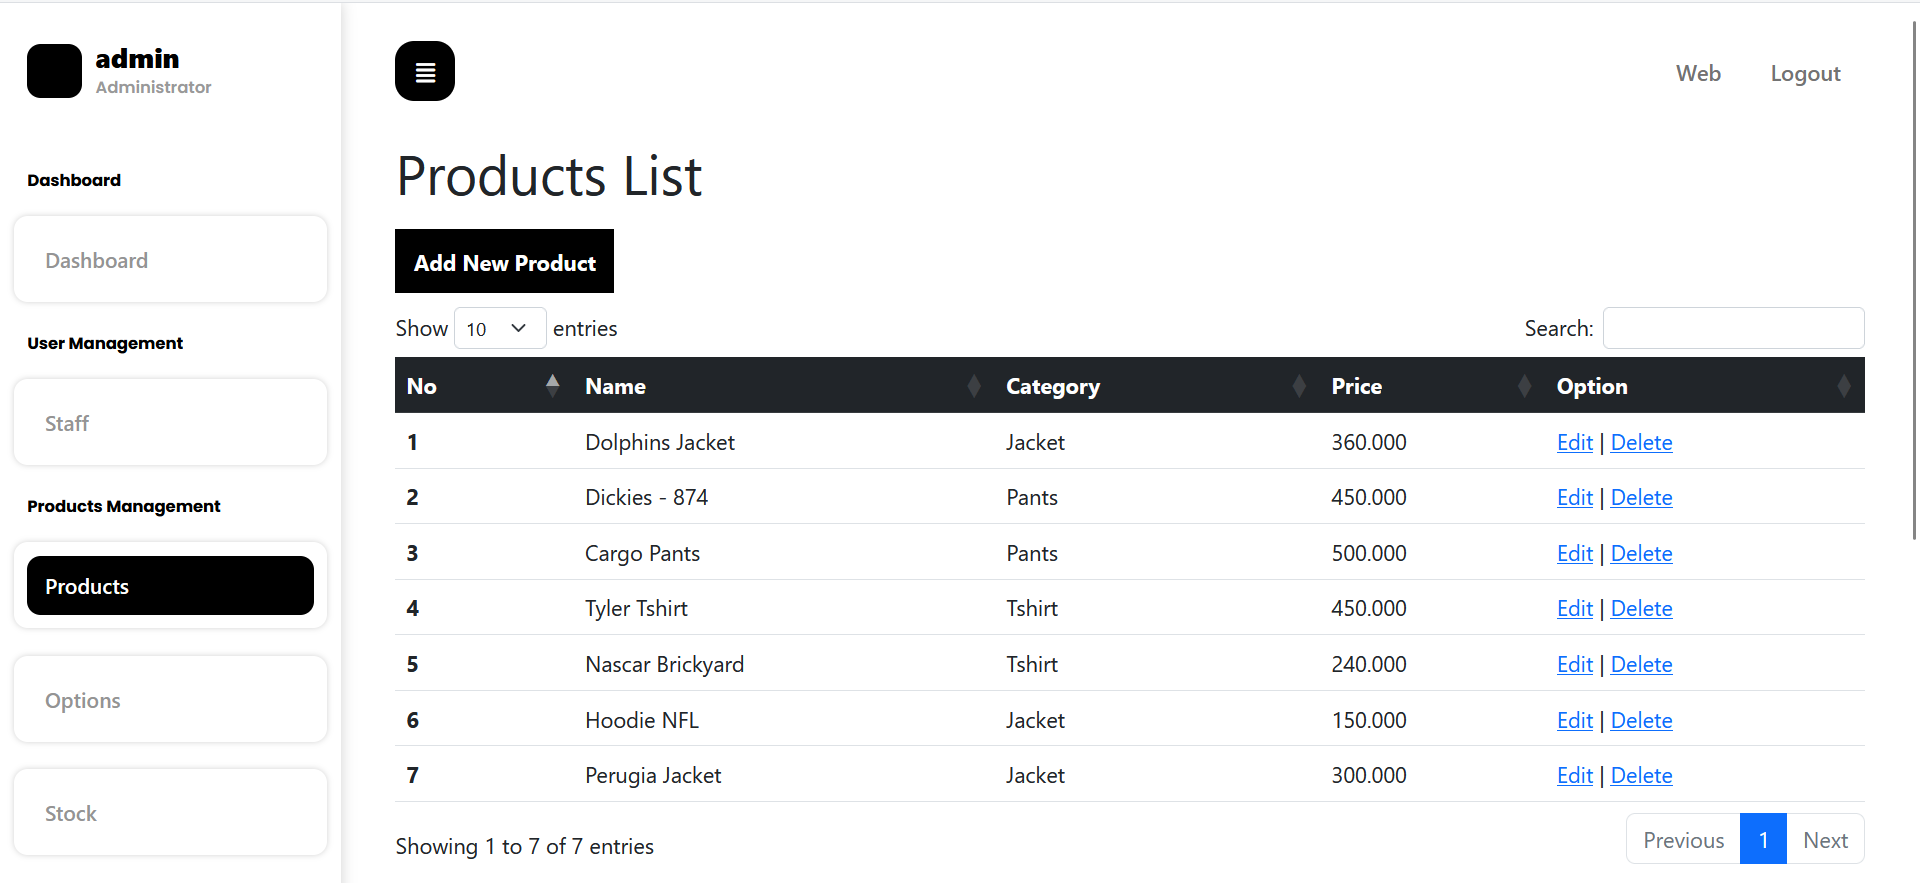 admin
Administrator
Dashboard
Dashboard
User Management
Staff
Products Management
Products
Options
Stock
Web Logout
Products List
Add New Product
Show 10 entries Search:
No Name Category Price Option
1 Dolphins Jacket Jacket 360.000 Edit | Delete
2 Dickies - 874 Pants 450.000 Edit | Delete
3 Cargo Pants Pants 500.000 Edit | Delete
4 Tyler Tshirt Tshirt 450.000 Edit | Delete
5 Nascar Brickyard Tshirt 240.000 Edit | Delete
6 Hoodie NFL Jacket 150.000 Edit | Delete
7 Perugia Jacket Jacket 300.000 Edit | Delete
Showing 1 to 7 of 7 entries Previous 1 Next